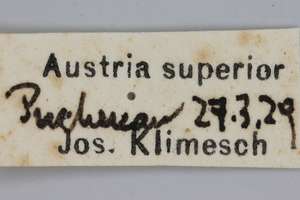 Austria superior
27.3.29
Jos. Klimesch